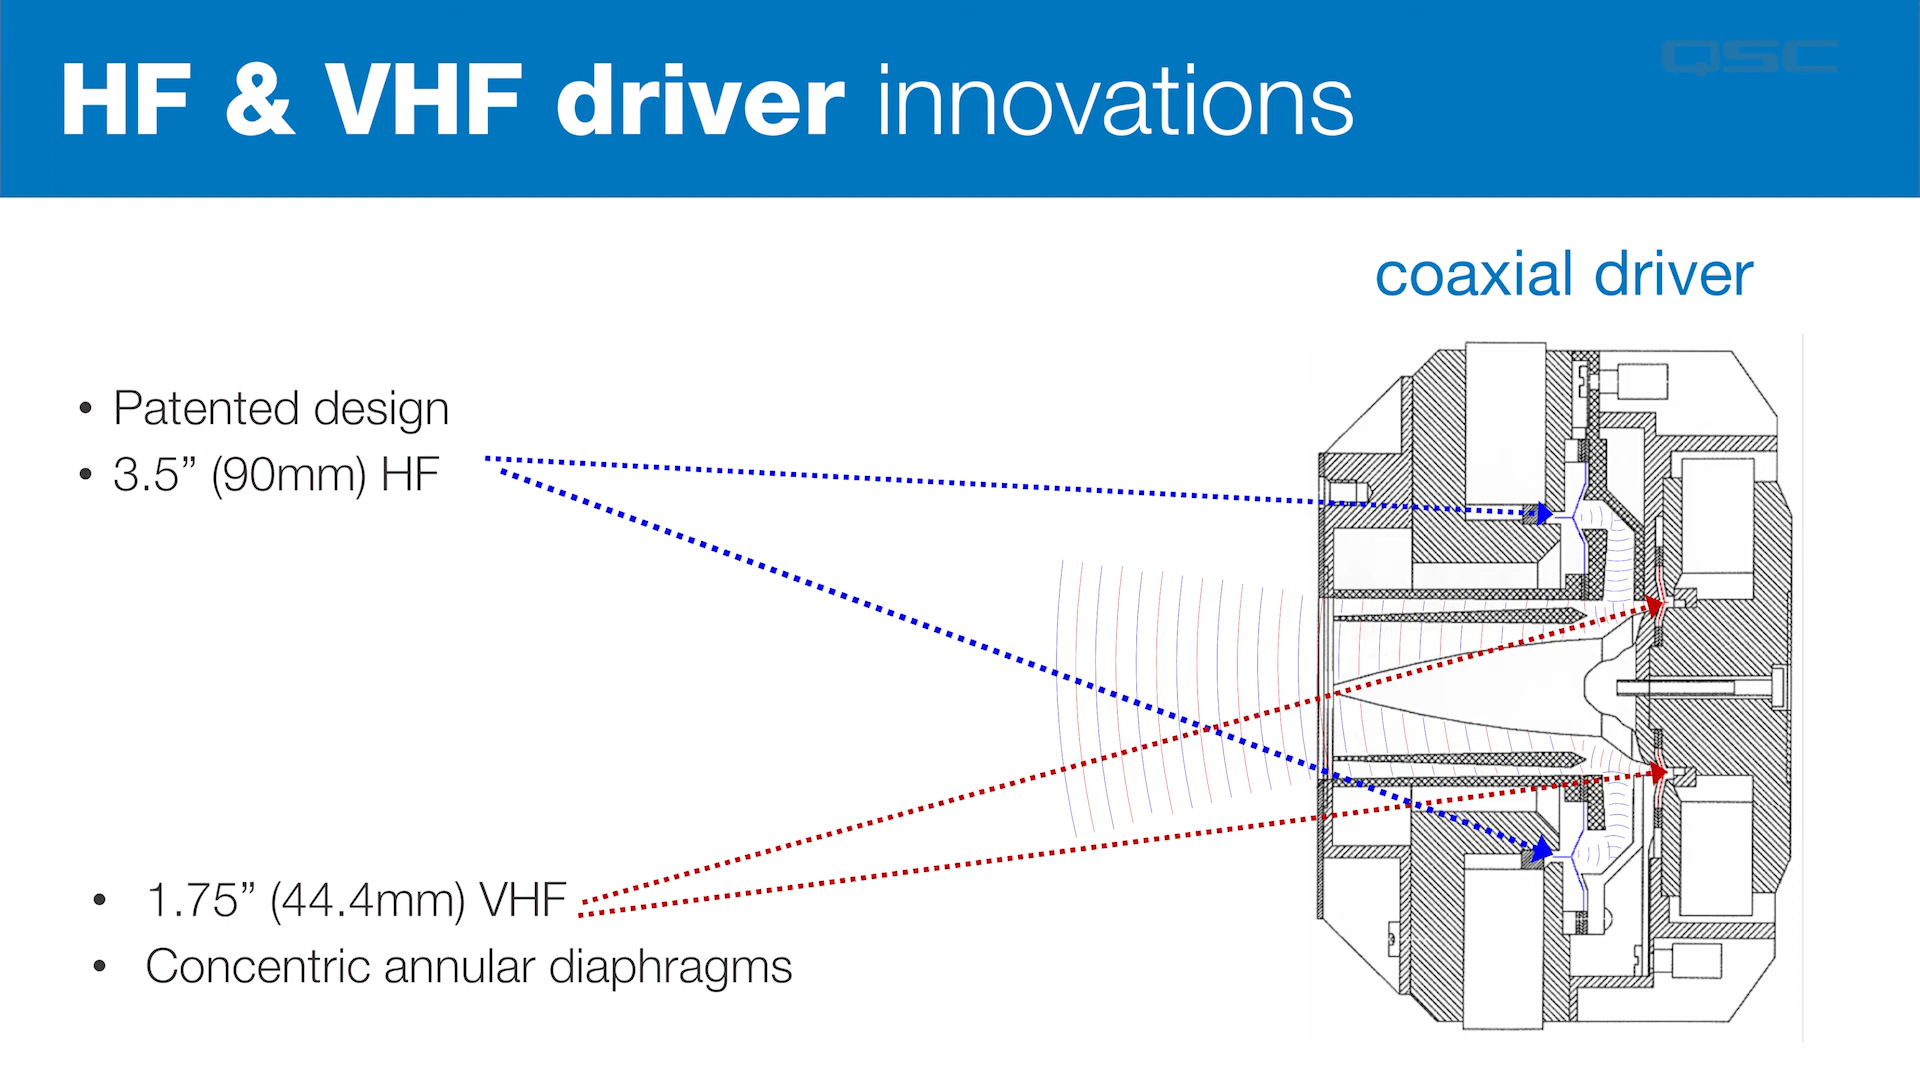 HF & VHF driver innovations
QSC
coaxial driver
• Patented design
• 3.5” (90mm) HF
• 1.75” (44.4mm) VHF
• Concentric annular diaphragms